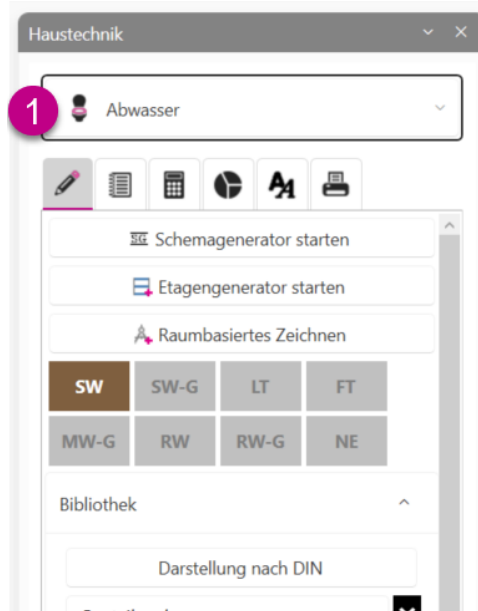 Haustechnik
1
Abwasser
SG Schemagenerator starten
Etagengenerator starten
Raumbasiertes Zeichnen
SW SW-G LT FT
MW-G RW RW-G NE
Bibliothek
Darstellung nach DIN